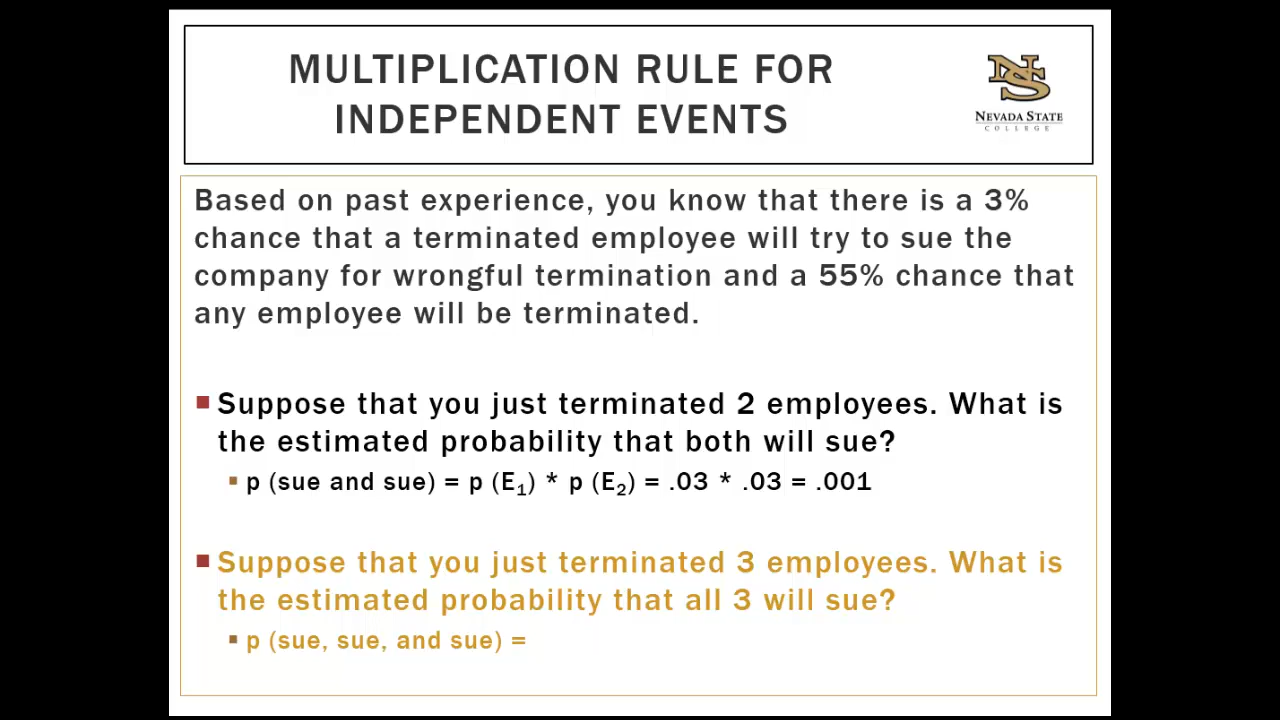 MULTIPLICATION RULE FOR
INDEPENDENT EVENTS
NS
NEVADA STATE
COLLEGE
Based on past experience, you know that there is a 3%
chance that a terminated employee will try to sue the
company for wrongful termination and a 55% chance that
any employee will be terminated.
Suppose that you just terminated 2 employees. What is
the estimated probability that both will sue?
p (sue and sue) = p (E₁) * p (E₂) = .03 * .03 = .001
Suppose that you just terminated 3 employees. What is
the estimated probability that all 3 will sue?
p (sue, sue, and sue) =